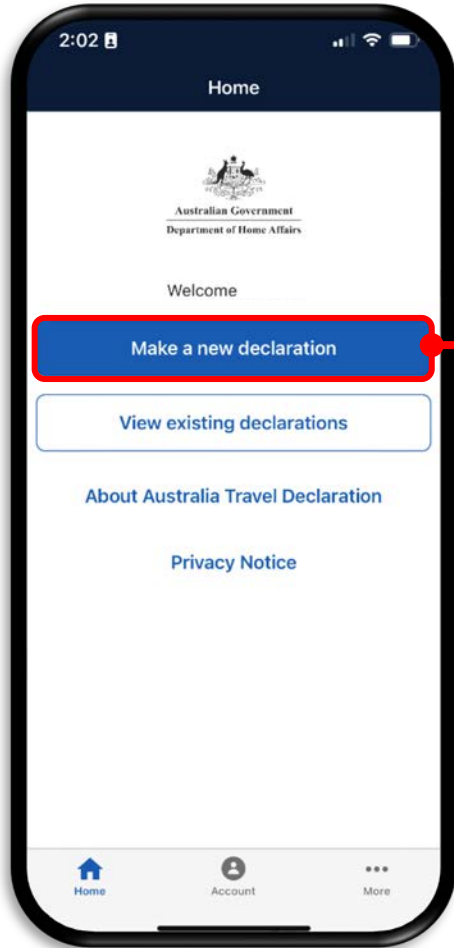 2:02
Home
Australian Government
Department of Home Affairs
Welcome
Make a new declaration
View existing declarations
About Australia Travel Declaration
Privacy Notice
Home
Account
More